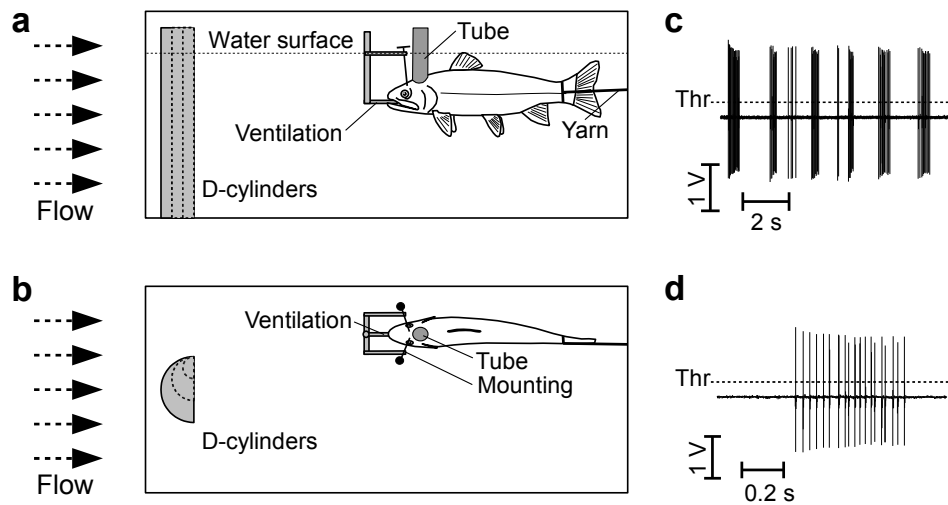 a
Water surface
Tube
Ventilation
Yarn
D-cylinders
Flow
b
Ventilation
Tube
Mounting
D-cylinders
Flow
c
Thr
1 V
2 s
d
Thr
1 V
0.2 s